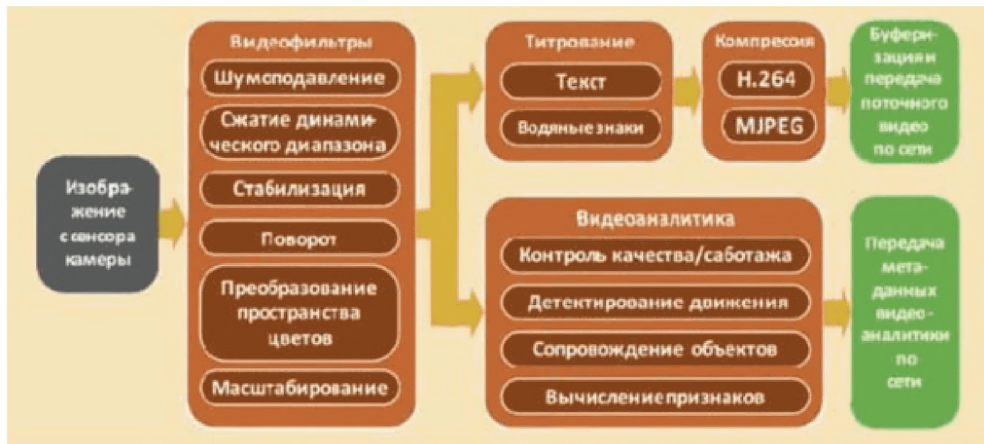 Изобра-
жение
с сенсора
камеры
Видеофильтры
Шумоподавление
Сжатие динами-
ческого диапазона
Стабилизация
Поворот
Преобразование
пространства
цветов
Масштабирование
Титрование
Текст
Водяные знаки
Компрессия
H.264
MJPEG
Буфери-
зация и
передача
поточного
видео
по сети
Видеоаналитика
Контроль качества/саботажа
Детектирование движения
Сопровождение объектов
Вычисление признаков
Передача
мета-
данных
видео-
аналитики
по
сети